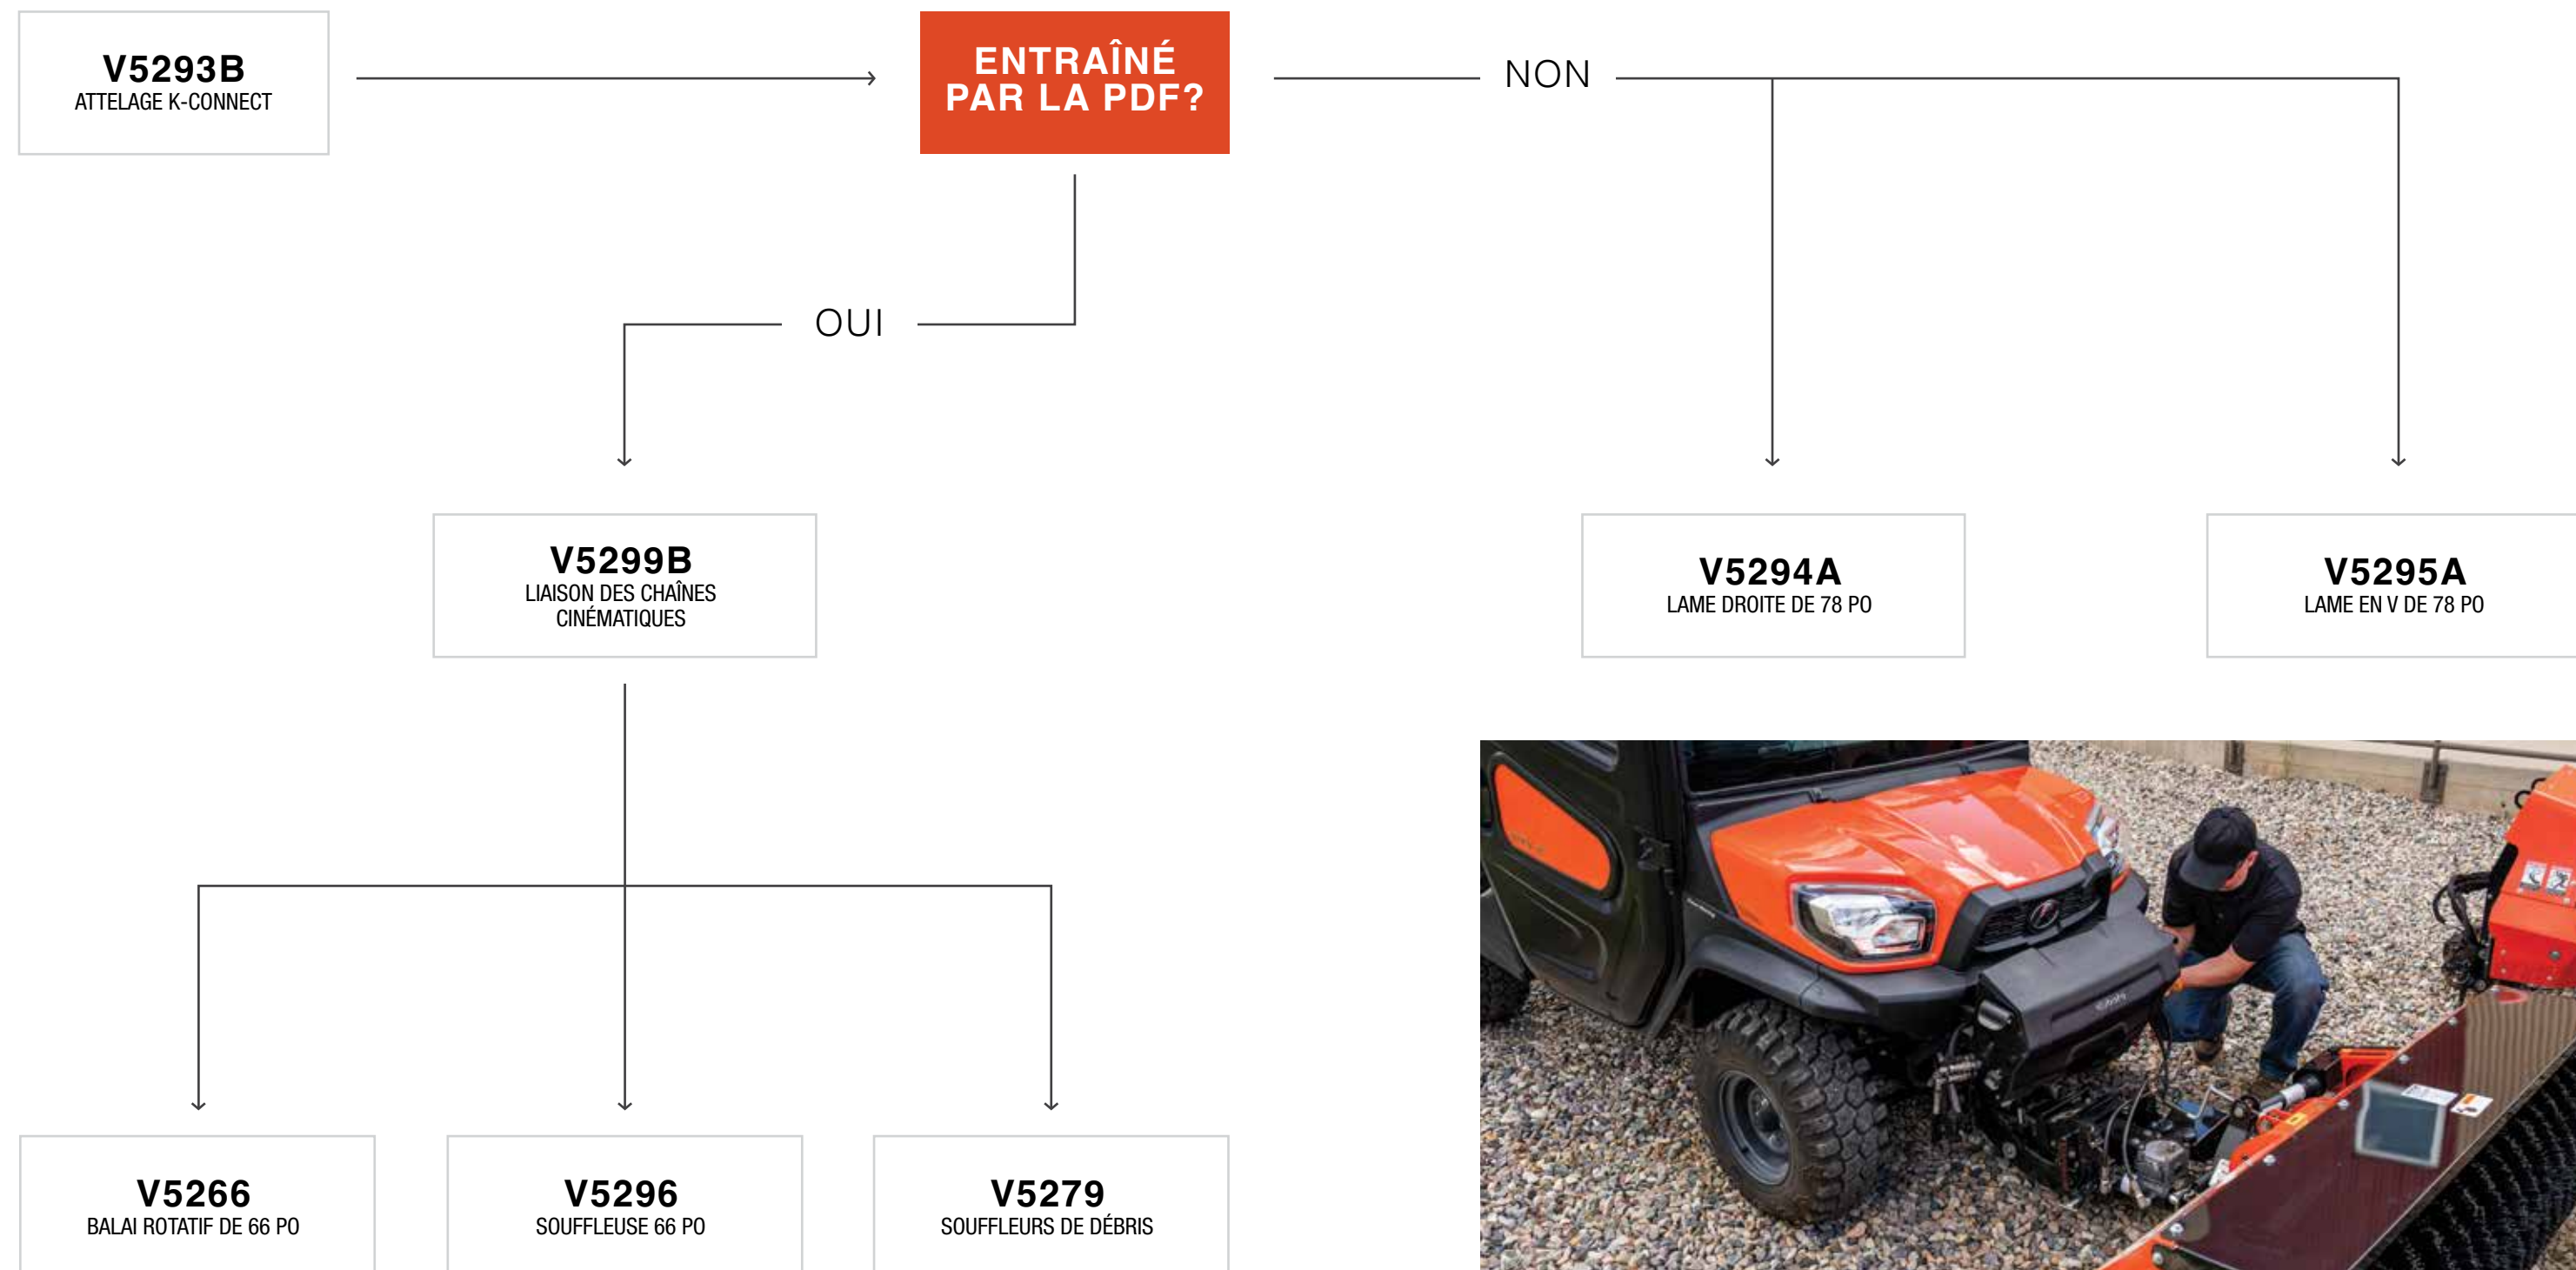 V5293B
ATTELAGE K-CONNECT
ENTRAÎNÉ
PAR LA PDF?
NON
OUI
V5299B
LIAISON DES CHAÎNES
CINÉMATIQUES
V5294A
LAME DROITE DE 78 PO
V5295A
LAME EN V DE 78 PO
Kubota
V5266
BALAI ROTATIF DE 66 PO
V5296
SOUFFLEUSE 66 PO
V5279
SOUFFLEURS DE DÉBRIS